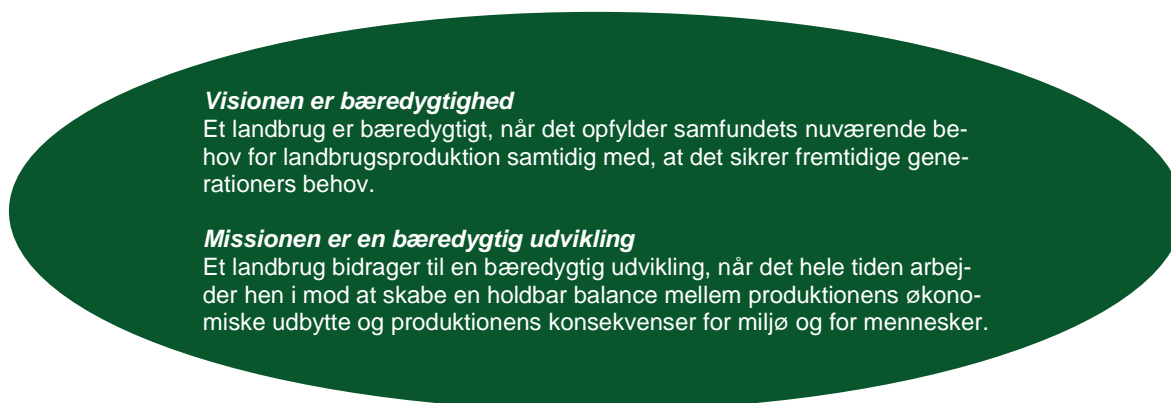 Visionen er bæredygtighed
Et landbrug er bæredygtigt, når det opfylder samfundets nuværende be-
hov for landbrugsproduktion samtidig med, at det sikrer fremtidige gene-
rationers behov.
Missionen er en bæredygtig udvikling
Et landbrug bidrager til en bæredygtig udvikling, når det hele tiden arbej-
der hen i mod at skabe en holdbar balance mellem produktionens økono-
miske udbytte og produktionens konsekvenser for miljø og for mennesker.